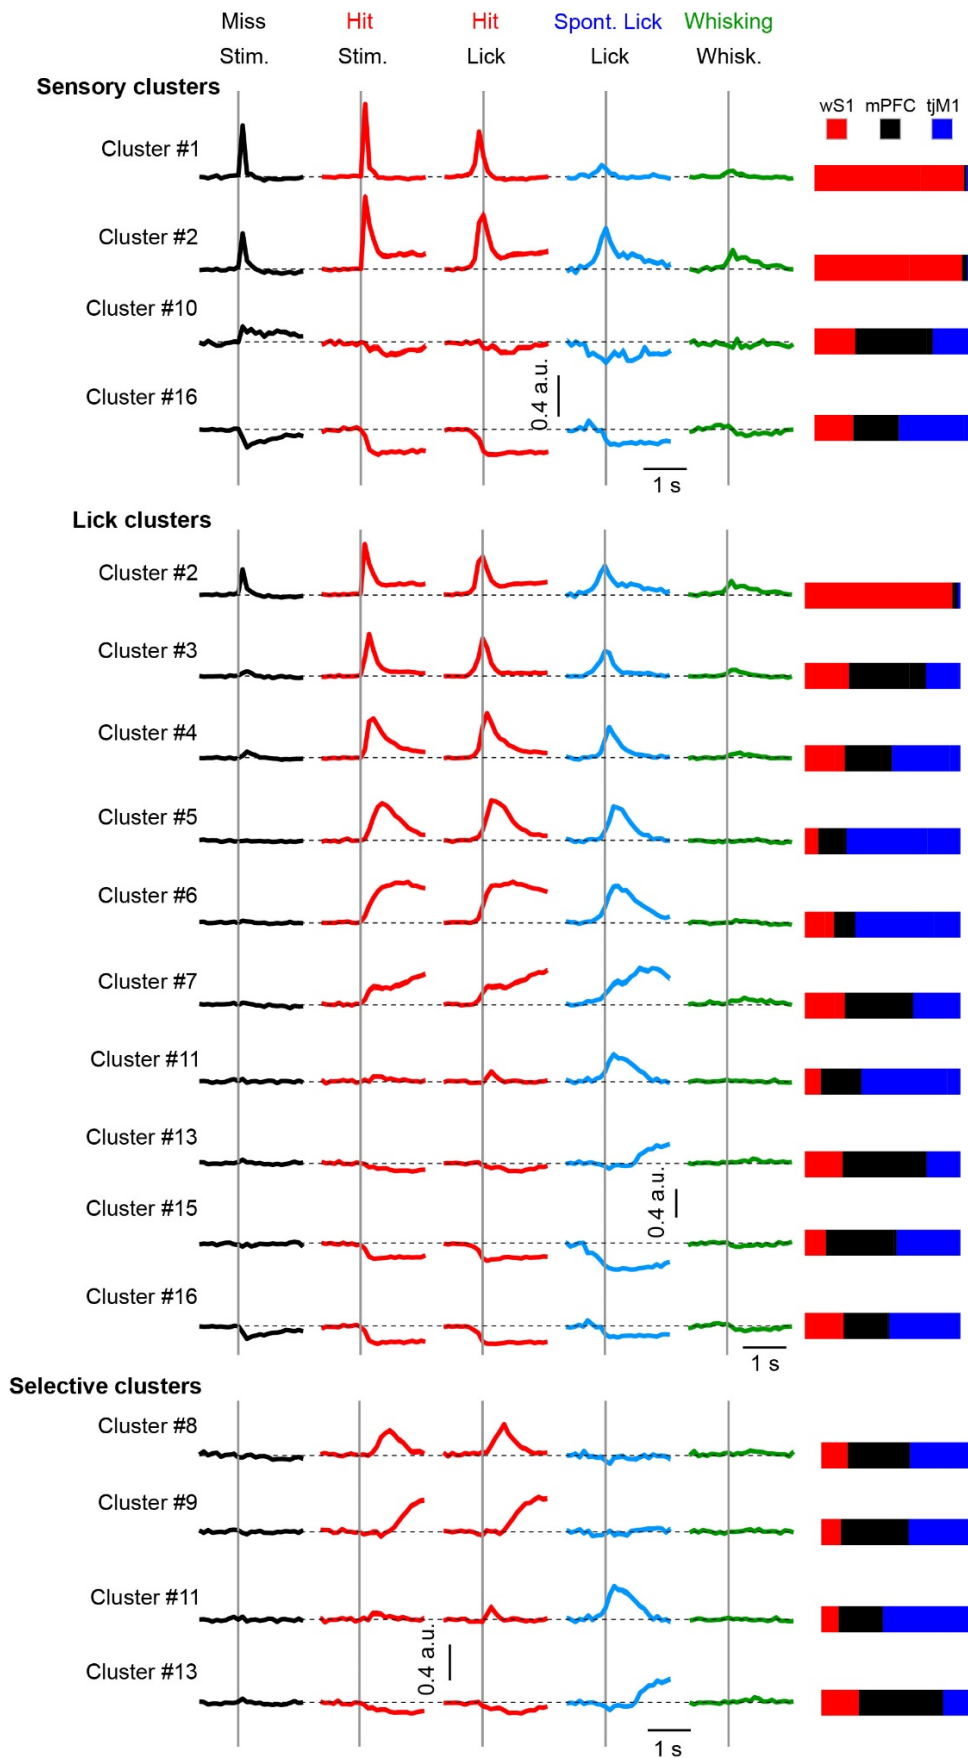 Miss Hit Hit Spont. Lick Whisking
Stim. Stim. Lick Lick Whisk.
Sensory clusters
wS1 mPFC tjM1
Cluster #1
Cluster #2
Cluster #10
Cluster #16
0.4 a.u.
1 s
Lick clusters
Cluster #2
Cluster #3
Cluster #4
Cluster #5
Cluster #6
Cluster #7
Cluster #11
Cluster #13
0.4 a.u.
Cluster #15
Cluster #16
1 s
Selective clusters
Cluster #8
Cluster #9
Cluster #11
Cluster #13
0.4 a.u.
1 s